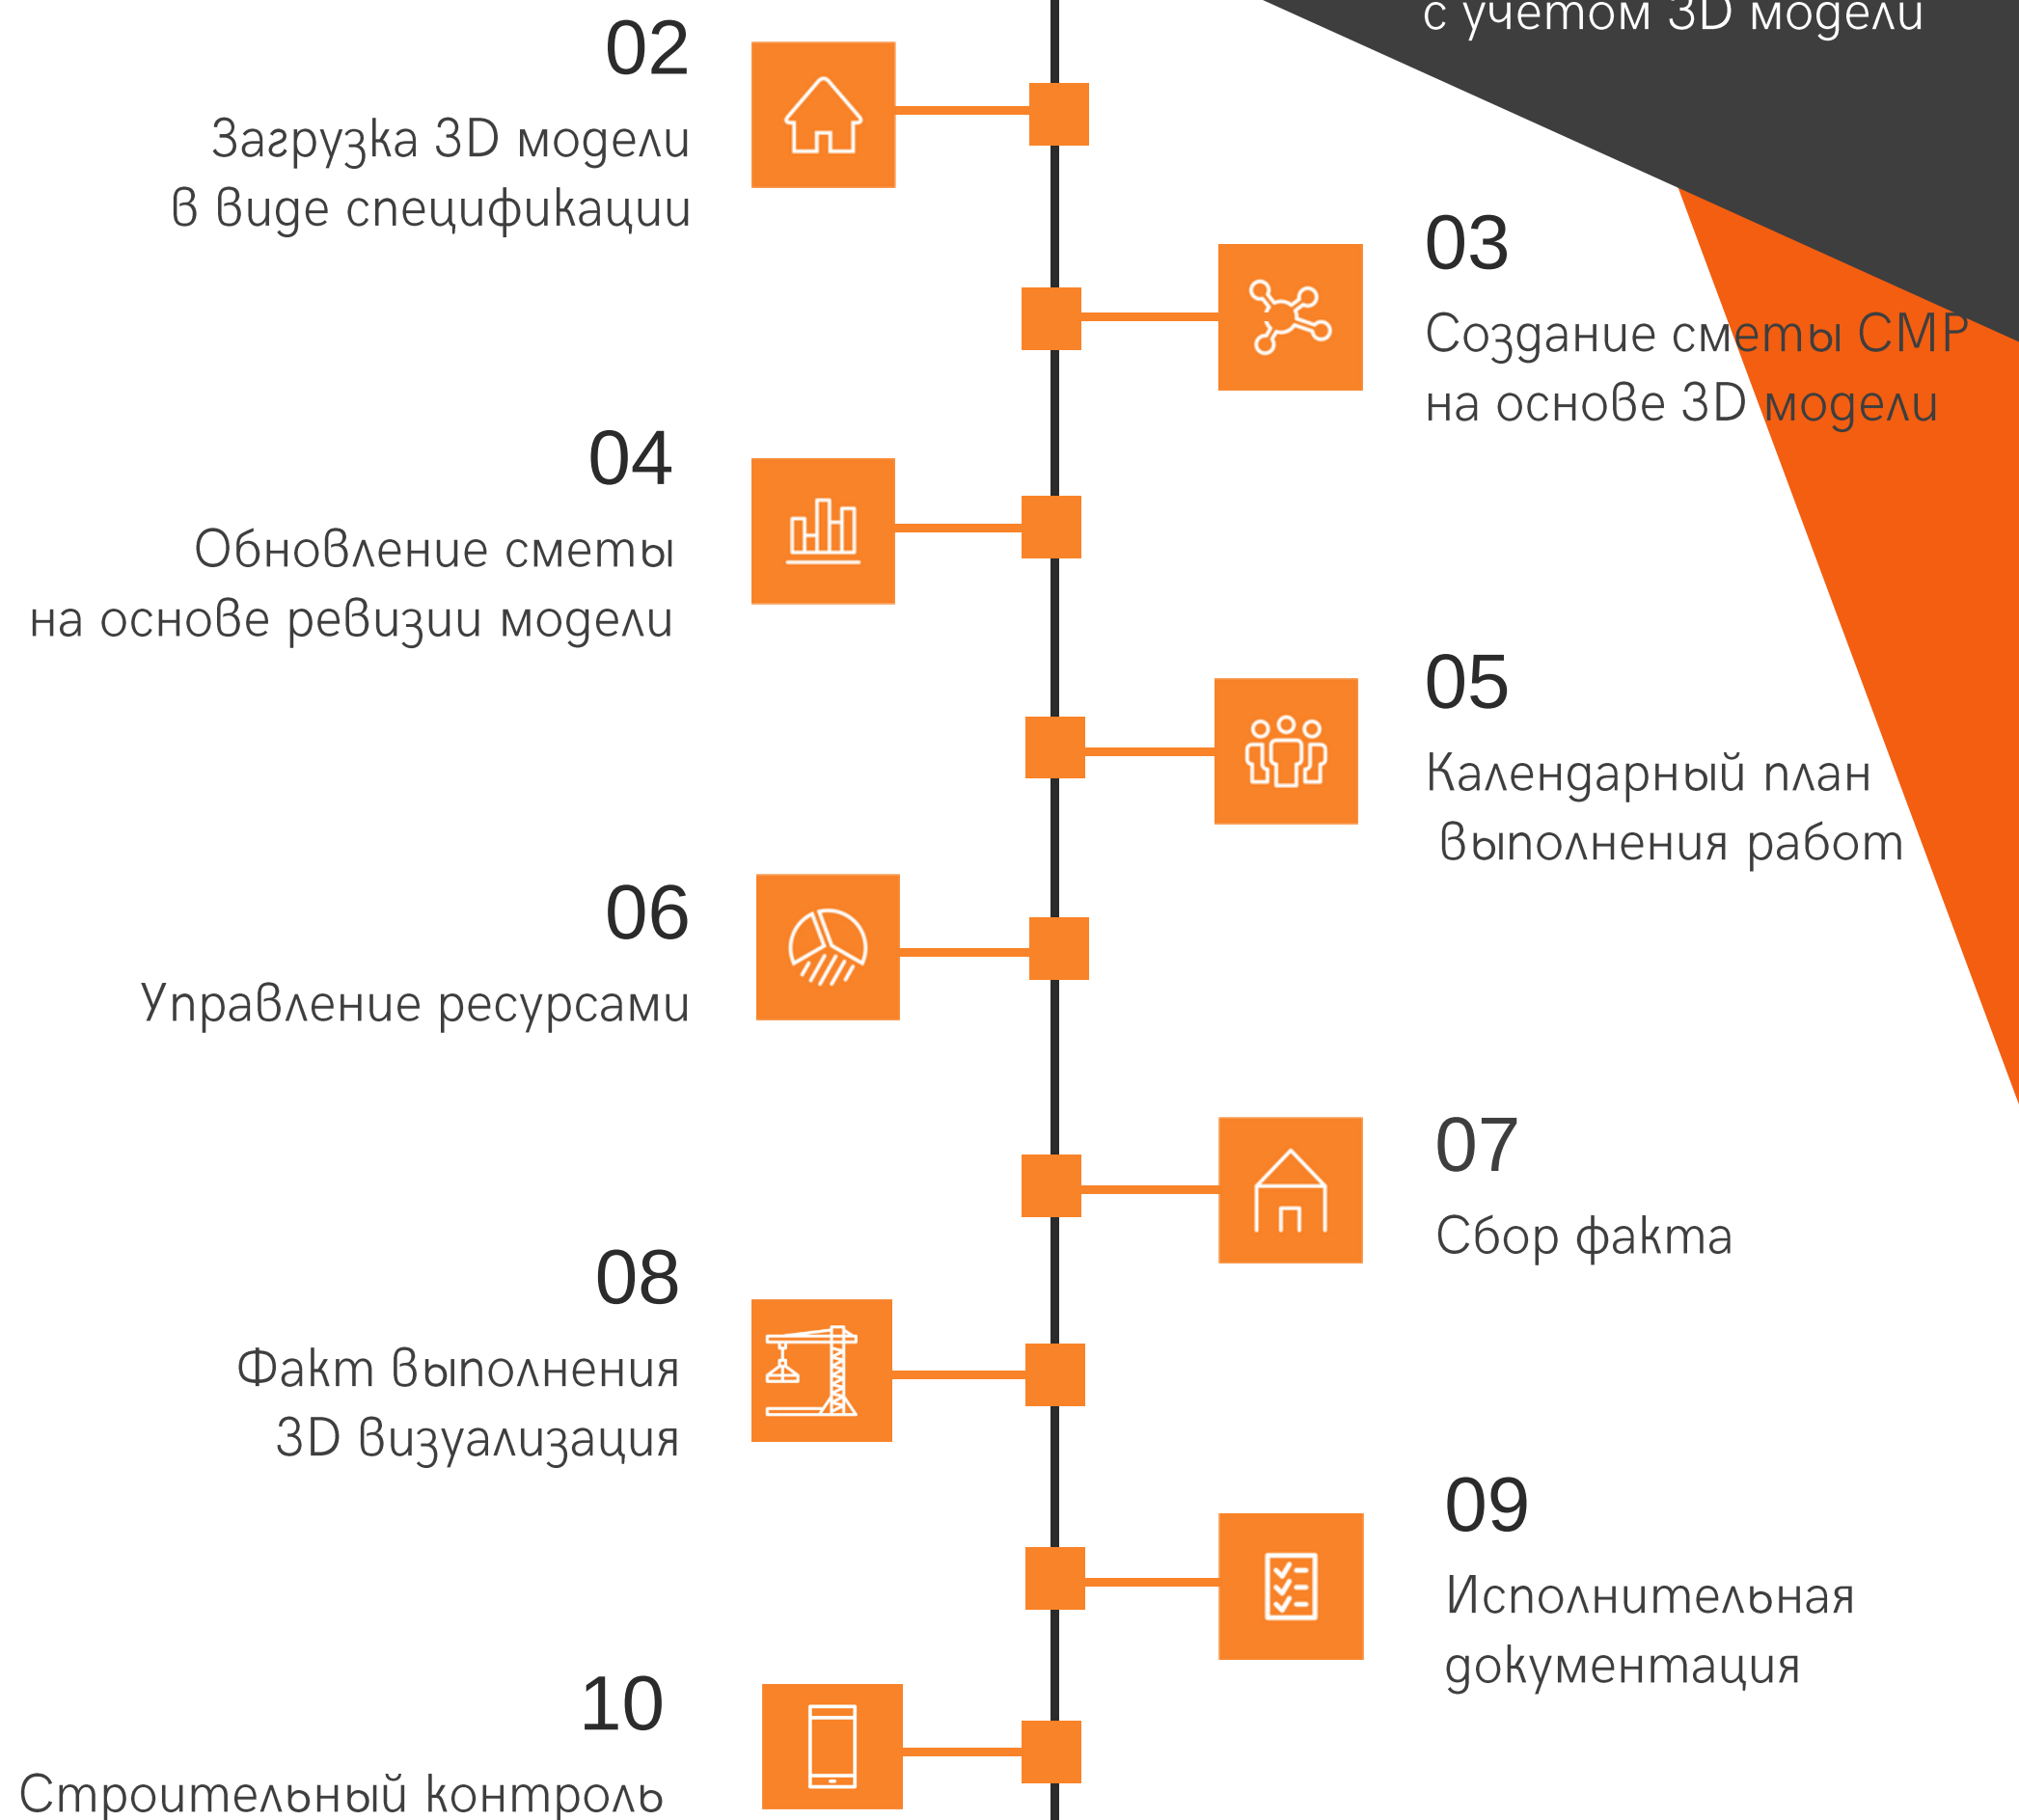 с учетом 3D модели
02
Загрузка 3D модели
в виде спецификации
03
Создание сметы СМР
на основе 3D модели
04
Обновление сметы
на основе ревизии модели
05
Календарный план
выполнения работ
06
Управление ресурсами
07
Сбор факта
08
Факт выполнения
3D визуализация
09
Исполнительная
документация
10
Строительный контроль